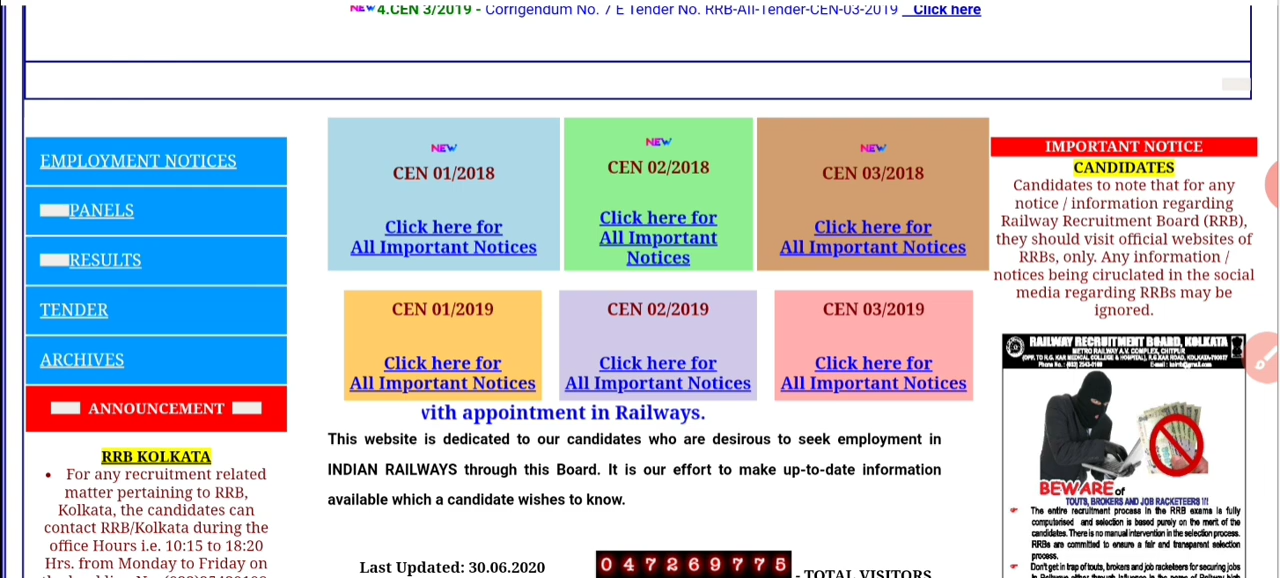 NEW 4.CEN 3/2019 - Corrigendum No. 7 E Tender No. RRB-All-Tender-CEN-03-2019 Click here
EMPLOYMENT NOTICES
PANELS
RESULTS
TENDER
ARCHIVES
ANNOUNCEMENT
RRB KOLKATA
• For any recruitment related
matter pertaining to RRB,
Kolkata, the candidates can
contact RRB/Kolkata during the
office Hours i.e. 10:15 to 18:20
Hrs. from Monday to Friday on
NEW
CEN 01/2018
Click here for
All Important Notices
NEW
CEN 02/2018
Click here for
All Important
Notices
NEW
CEN 03/2018
Click here for
All Important Notices
CEN 01/2019
Click here for
All Important Notices
CEN 02/2019
Click here for
All Important Notices
CEN 03/2019
Click here for
All Important Notices
with appointment in Railways.
This website is dedicated to our candidates who are desirous to seek employment in
INDIAN RAILWAYS through this Board. It is our effort to make up-to-date information
available which a candidate wishes to know.
Last Updated: 30.06.2020
047269775 - TOTAL VISITORS
IMPORTANT NOTICE
CANDIDATES
Candidates to note that for any
notice / information regarding
Railway Recruitment Board (RRB),
they should visit official websites of
RRBs, only. Any information /
notices being ciruclated in the social
media regarding RRBs may be
ignored.
RAILWAY RECRUITMENT BOARD, KOLKATA
METRO RAILWAY A.V. COMPLEX, CHITPUR
(OPP. TO R.G. KAR MEDICAL COLLEGE & HOSPITAL), R.G.KAR ROAD, KOLKATA-700037
BEWARE of
TOUTS, BROKERS AND JOB RACKETEERS !!!
The entire recruitment process in the RRB exams is fully
computerised and selection is based purely on the merit of the
candidates. There is no manual intervention in the selection process.
RRBs are committed to ensure a fair and transparent selection
process.
Don't get in trap of touts, brokers and job racketeers for securing jobs